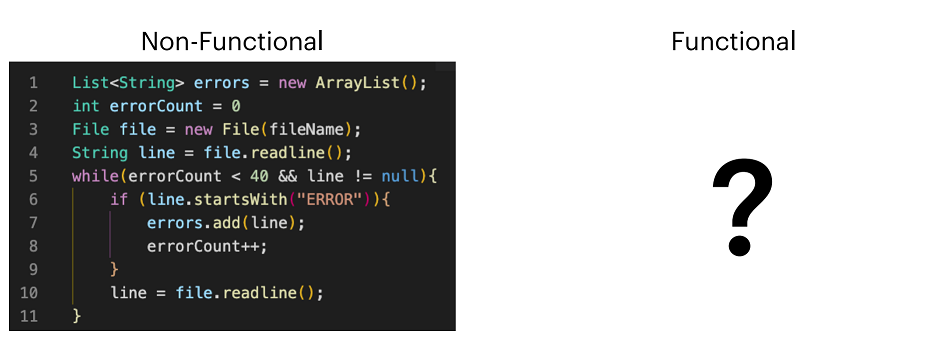 Non-Functional
Functional
1 List<String> errors = new ArrayList();
2 int errorCount = 0
3 File file = new File(fileName);
4 String line = file.readline();
5 while(errorCount < 40 && line != null){
6 if (line.startsWith("ERROR")){
7 errors.add(line);
8 errorCount++;
9 }
10 line = file.readline();
11 }
?